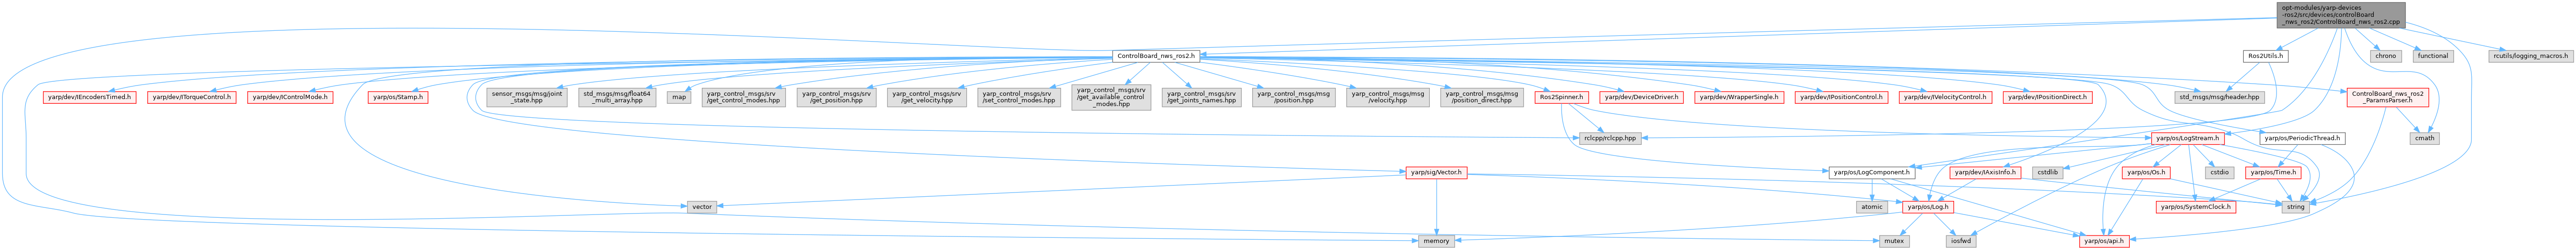 opt-modules/yarp-devices
-ros2/src/devices/controlBoard
_nws_ros2/ControlBoard_nws_ros2.cpp
ControlBoard_nws_ros2.h
Ros2Utils.h
chrono
functional
rcutils/logging_macros.h
yarp/dev/IEncodersTimed.h
yarp/dev/ITorqueControl.h
yarp/dev/IControlMode.h
yarp/os/Stamp.h
sensor_msgs/msg/joint
_state.hpp
std_msgs/msg/float64
_multi_array.hpp
map
yarp_control_msgs/srv
/get_control_modes.hpp
yarp_control_msgs/srv
/get_position.hpp
yarp_control_msgs/srv
/get_velocity.hpp
yarp_control_msgs/srv
/set_control_modes.hpp
yarp_control_msgs/srv
/get_available_control
_modes.hpp
yarp_control_msgs/srv
/get_joints_names.hpp
yarp_control_msgs/msg
/position.hpp
yarp_control_msgs/msg
/velocity.hpp
yarp_control_msgs/msg
/position_direct.hpp
Ros2Spinner.h
yarp/dev/DeviceDriver.h
yarp/dev/WrapperSingle.h
yarp/dev/IPositionControl.h
yarp/dev/IVelocityControl.h
yarp/dev/IPositionDirect.h
std_msgs/msg/header.hpp
ControlBoard_nws_ros2
_ParamsParser.h
rclcpp/rclcpp.hpp
yarp/os/LogStream.h
yarp/os/PeriodicThread.h
cmath
yarp/sig/Vector.h
yarp/os/LogComponent.h
yarp/dev/IAxisInfo.h
cstdlib
yarp/os/Os.h
cstdio
yarp/os/Time.h
vector
atomic
yarp/os/Log.h
yarp/os/SystemClock.h
string
memory
mutex
iosfwd
yarp/os/api.h